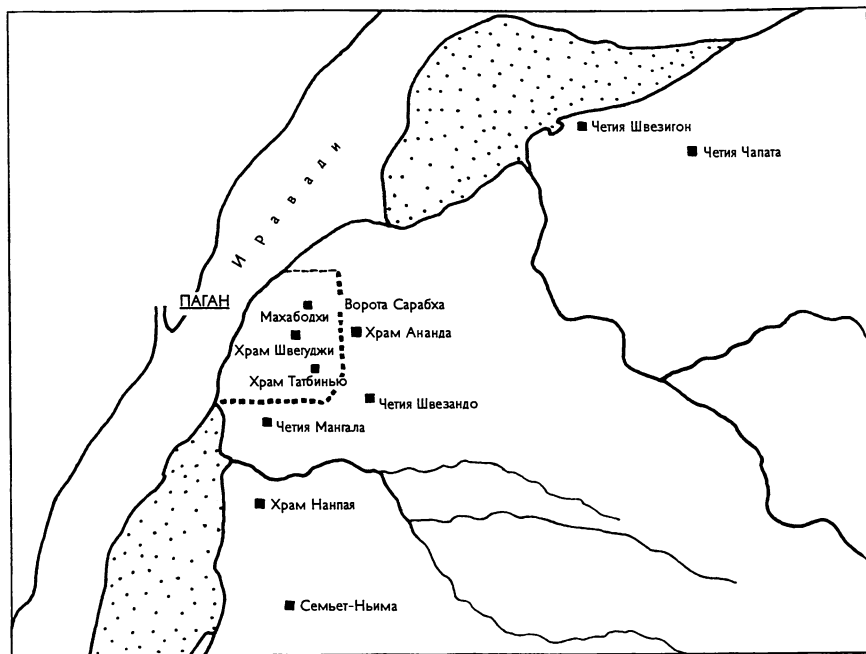 Четия Швезигон
Четия Чапата
Иравади
ПАГАН
Ворота Сарабха
Махабодхи
Храм Ананда
Храм Швегуджи
Храм Татбинью
Четия Швезандо
Четия Мангала
Храм Нанпая
Семьет-Ньима